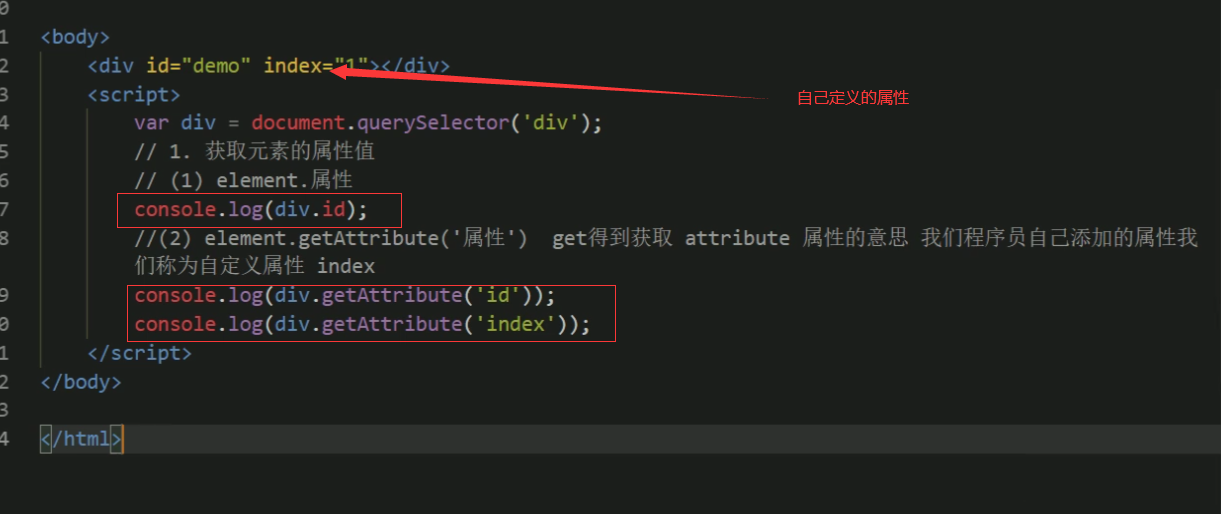 0
1 <body>
2 <div id="demo" index="1"></div>
自己定义的属性
3 <script>
4 var div = document.querySelector('div');
5 // 1. 获取元素的属性值
6 // (1) element.属性
7 console.log(div.id);
8 //(2) element.getAttribute('属性') get得到获取 attribute 属性的意思 我们程序员自己添加的属性我
们称为自定义属性 index
9 console.log(div.getAttribute('id'));
0 console.log(div.getAttribute('index'));
1 </script>
2 </body>
3
4 </html>